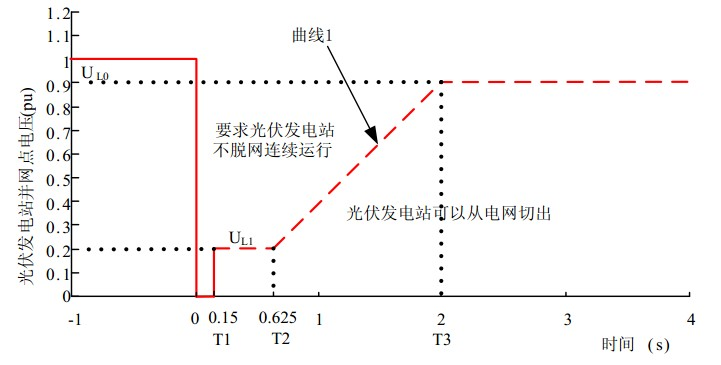 1.2
1.1
1
0.9
0.8
0.7
0.6
0.5
0.4
0.3
0.2
0.1
0
光伏发电站并网点电压(pu)
UL0
曲线1
要求光伏发电站
不脱网连续运行
光伏发电站可以从电网切出
UL1
-1 0 0.15 0.625 1 2 3 4
T1 T2 T3
时间 (s)